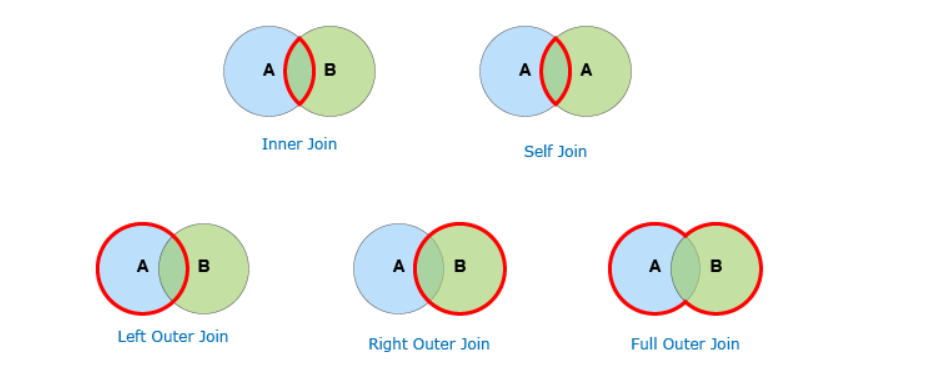 A B
A A
Inner Join
Self Join
A B
A B
A B
Left Outer Join
Right Outer Join
Full Outer Join